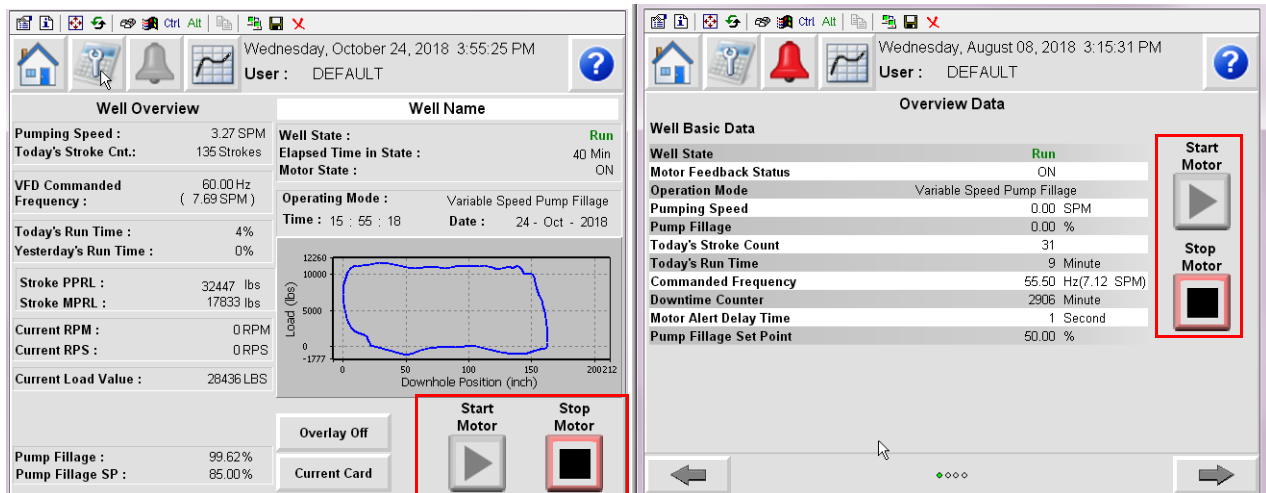 Ctrl Alt
Wednesday, October 24, 2018 3:55:25 PM
User : DEFAULT
?
Well Overview
Pumping Speed : 3.27 SPM
Today's Stroke Cnt.: 135 Strokes
VFD Commanded 60.00 Hz
Frequency : ( 7.69 SPM )
Today's Run Time : 4%
Yesterday's Run Time : 0%
Stroke PPRL : 32447 lbs
Stroke MPRL : 17833 lbs
Current RPM : 0 RPM
Current RPS : 0 RPS
Current Load Value : 28436 LBS
Pump Fillage : 99.62%
Pump Fillage SP : 85.00%
Well Name
Well State : Run
Elapsed Time in State : 40 Min
Motor State : ON
Operating Mode : Variable Speed Pump Fillage
Time : 15 : 55 : 18 Date : 24 - Oct - 2018
12260
10000
5000
0
-1777
Load (lbs)
0 50 100 150 200212
Downhole Position (inch)
Overlay Off
Current Card
Start
Motor
Stop
Motor
Ctrl Alt
Wednesday, August 08, 2018 3:15:31 PM
User : DEFAULT
?
Overview Data
Well Basic Data
Well State Run
Motor Feedback Status ON
Operation Mode Variable Speed Pump Fillage
Pumping Speed 0.00 SPM
Pump Fillage 0.00 %
Today's Stroke Count 31
Today's Run Time 9 Minute
Commanded Frequency 55.50 Hz(7.12 SPM)
Downtime Counter 2906 Minute
Motor Alert Delay Time 1 Second
Pump Fillage Set Point 50.00 %
Start
Motor
Stop
Motor